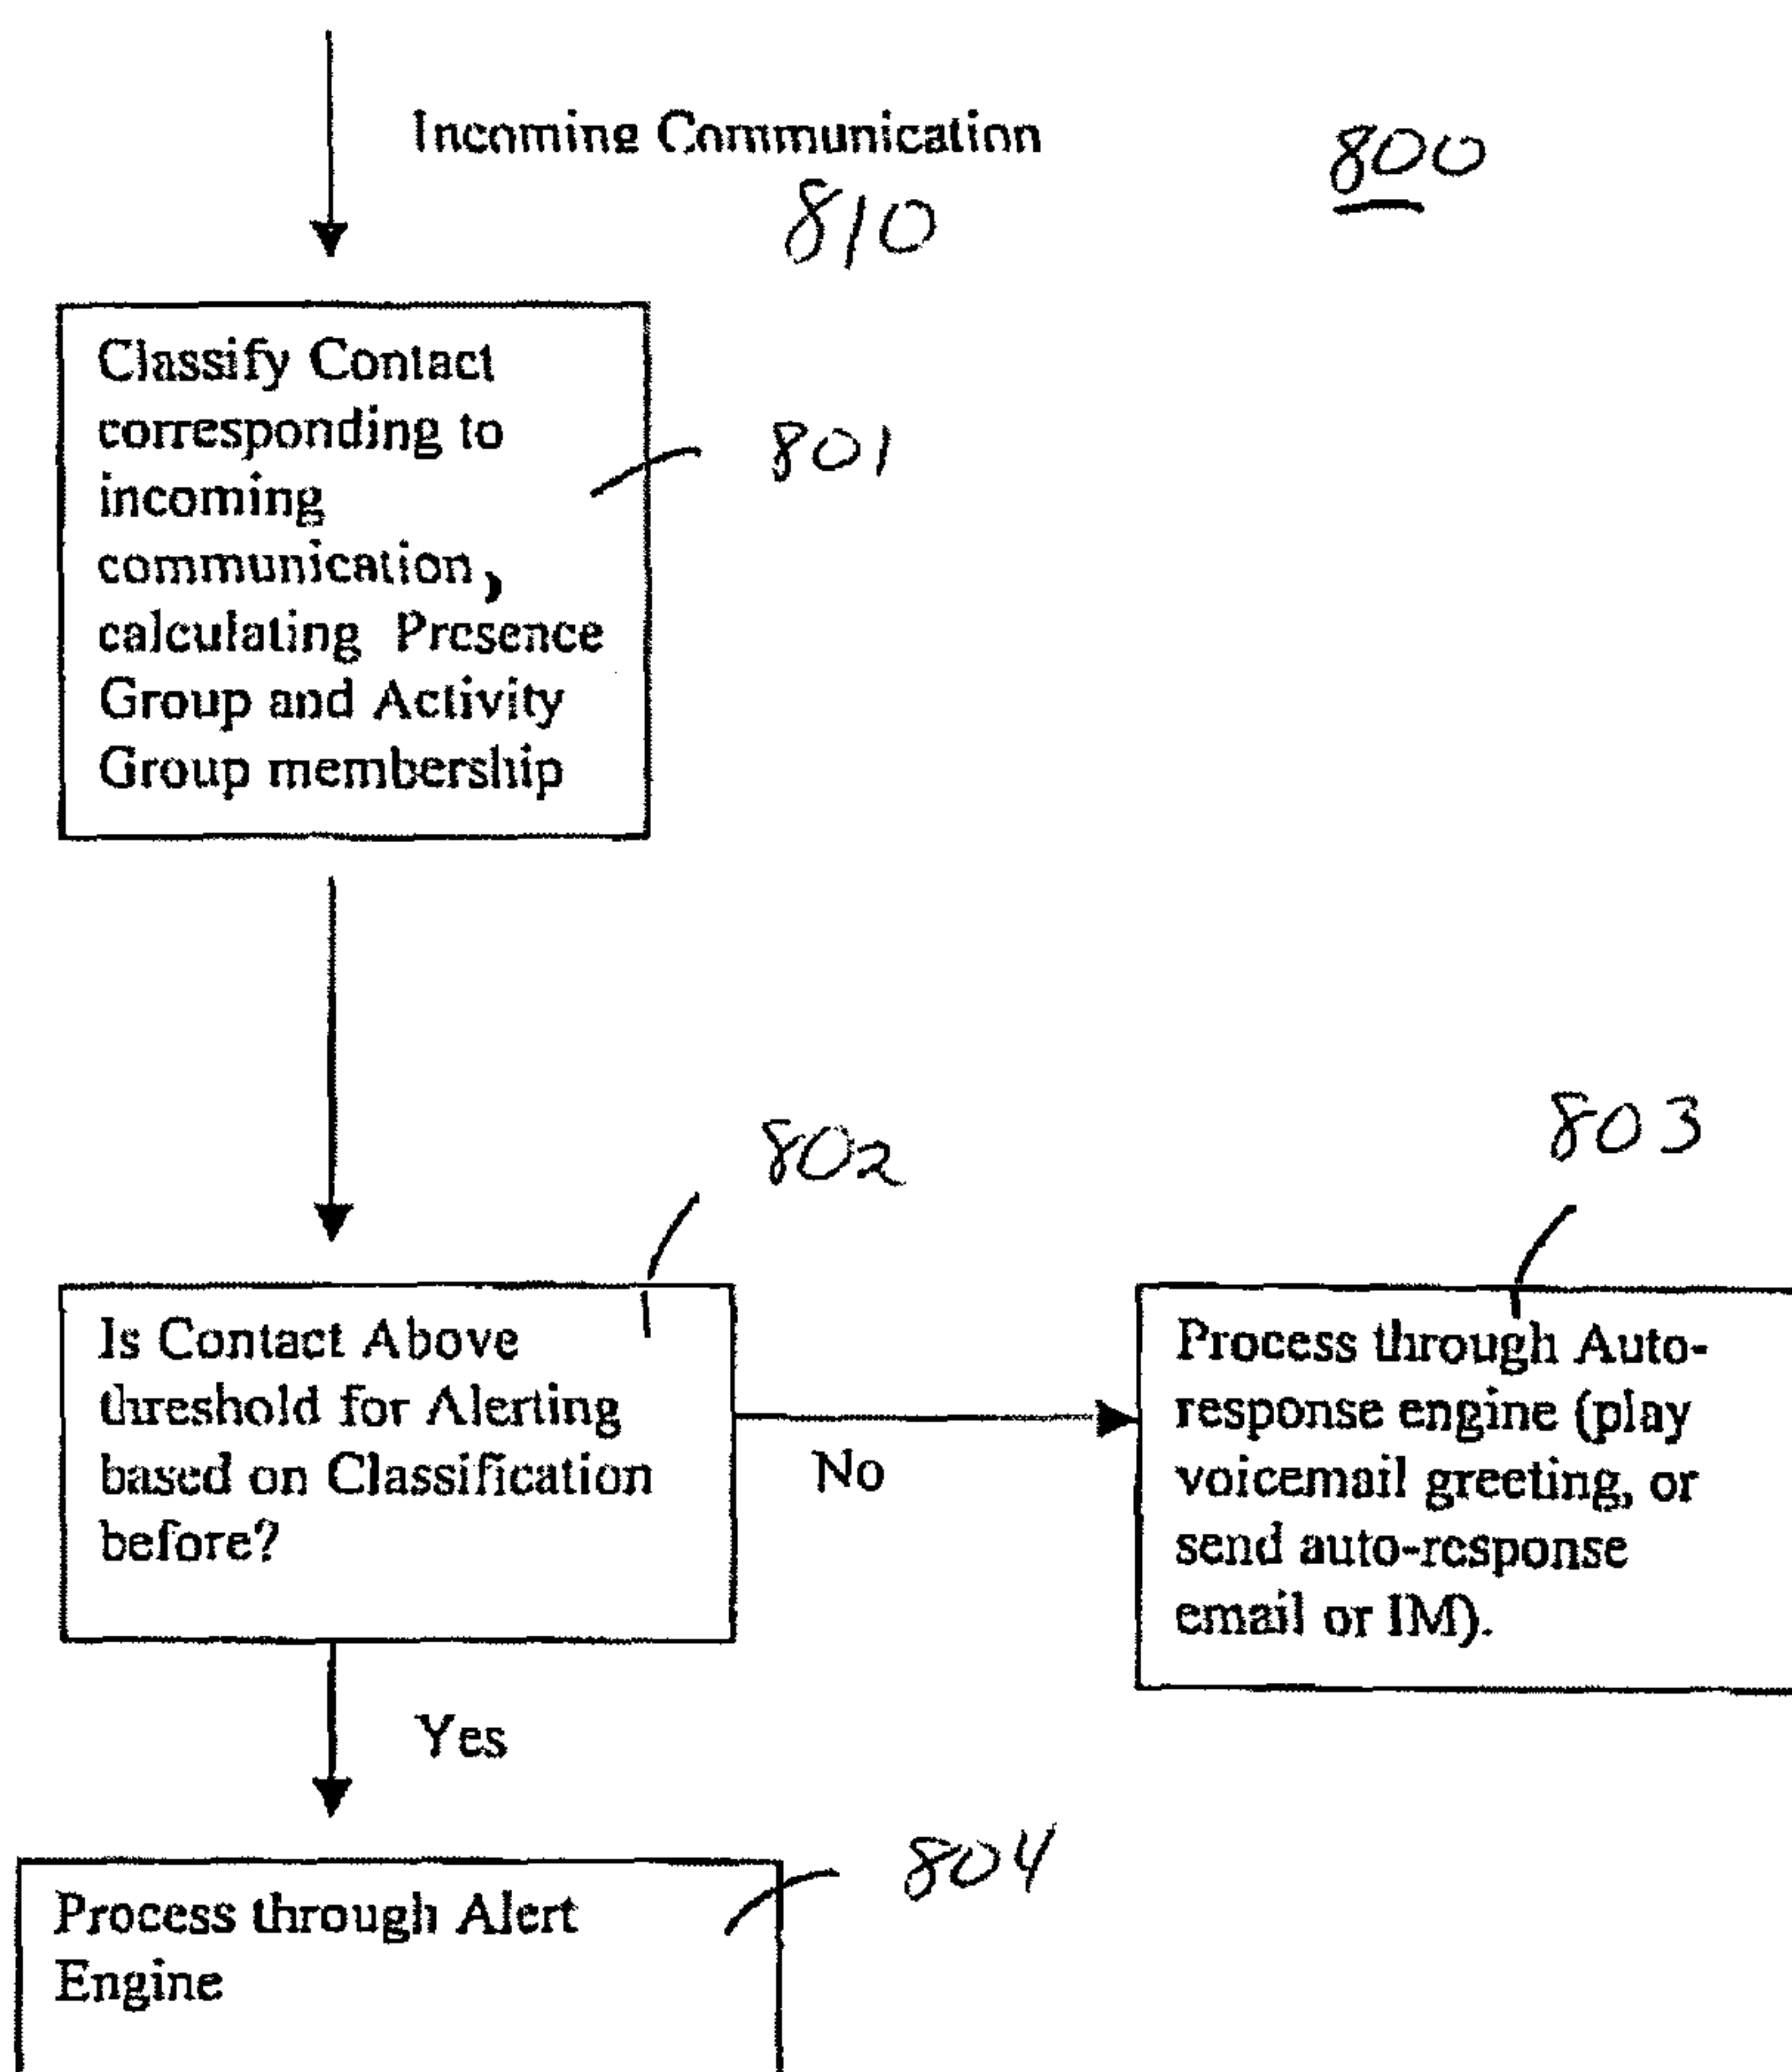 Incoming Communication
800
810
Classify Contact
corresponding to
incoming
communication,
calculating Presence
Group and Activity
Group membership
801
802
803
Is Contact Above
threshold for Alerting
based on Classification
before?
No
Process through Auto-
response engine (play
voicemail greeting, or
send auto-response
email or IM).
Yes
804
Process through Alert
Engine